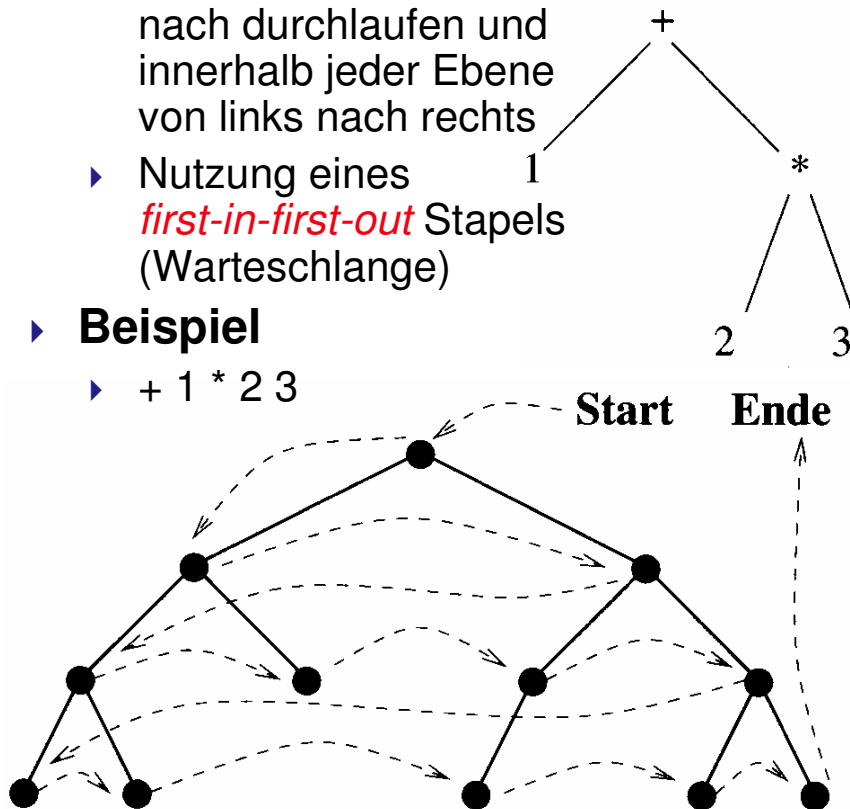 nach durchlaufen und
innerhalb jeder Ebene
von links nach rechts
Nutzung eines
first-in-first-out Stapels
(Warteschlange)
Beispiel
+ 1 * 2 3
+
1
*
2
3
Start
Ende